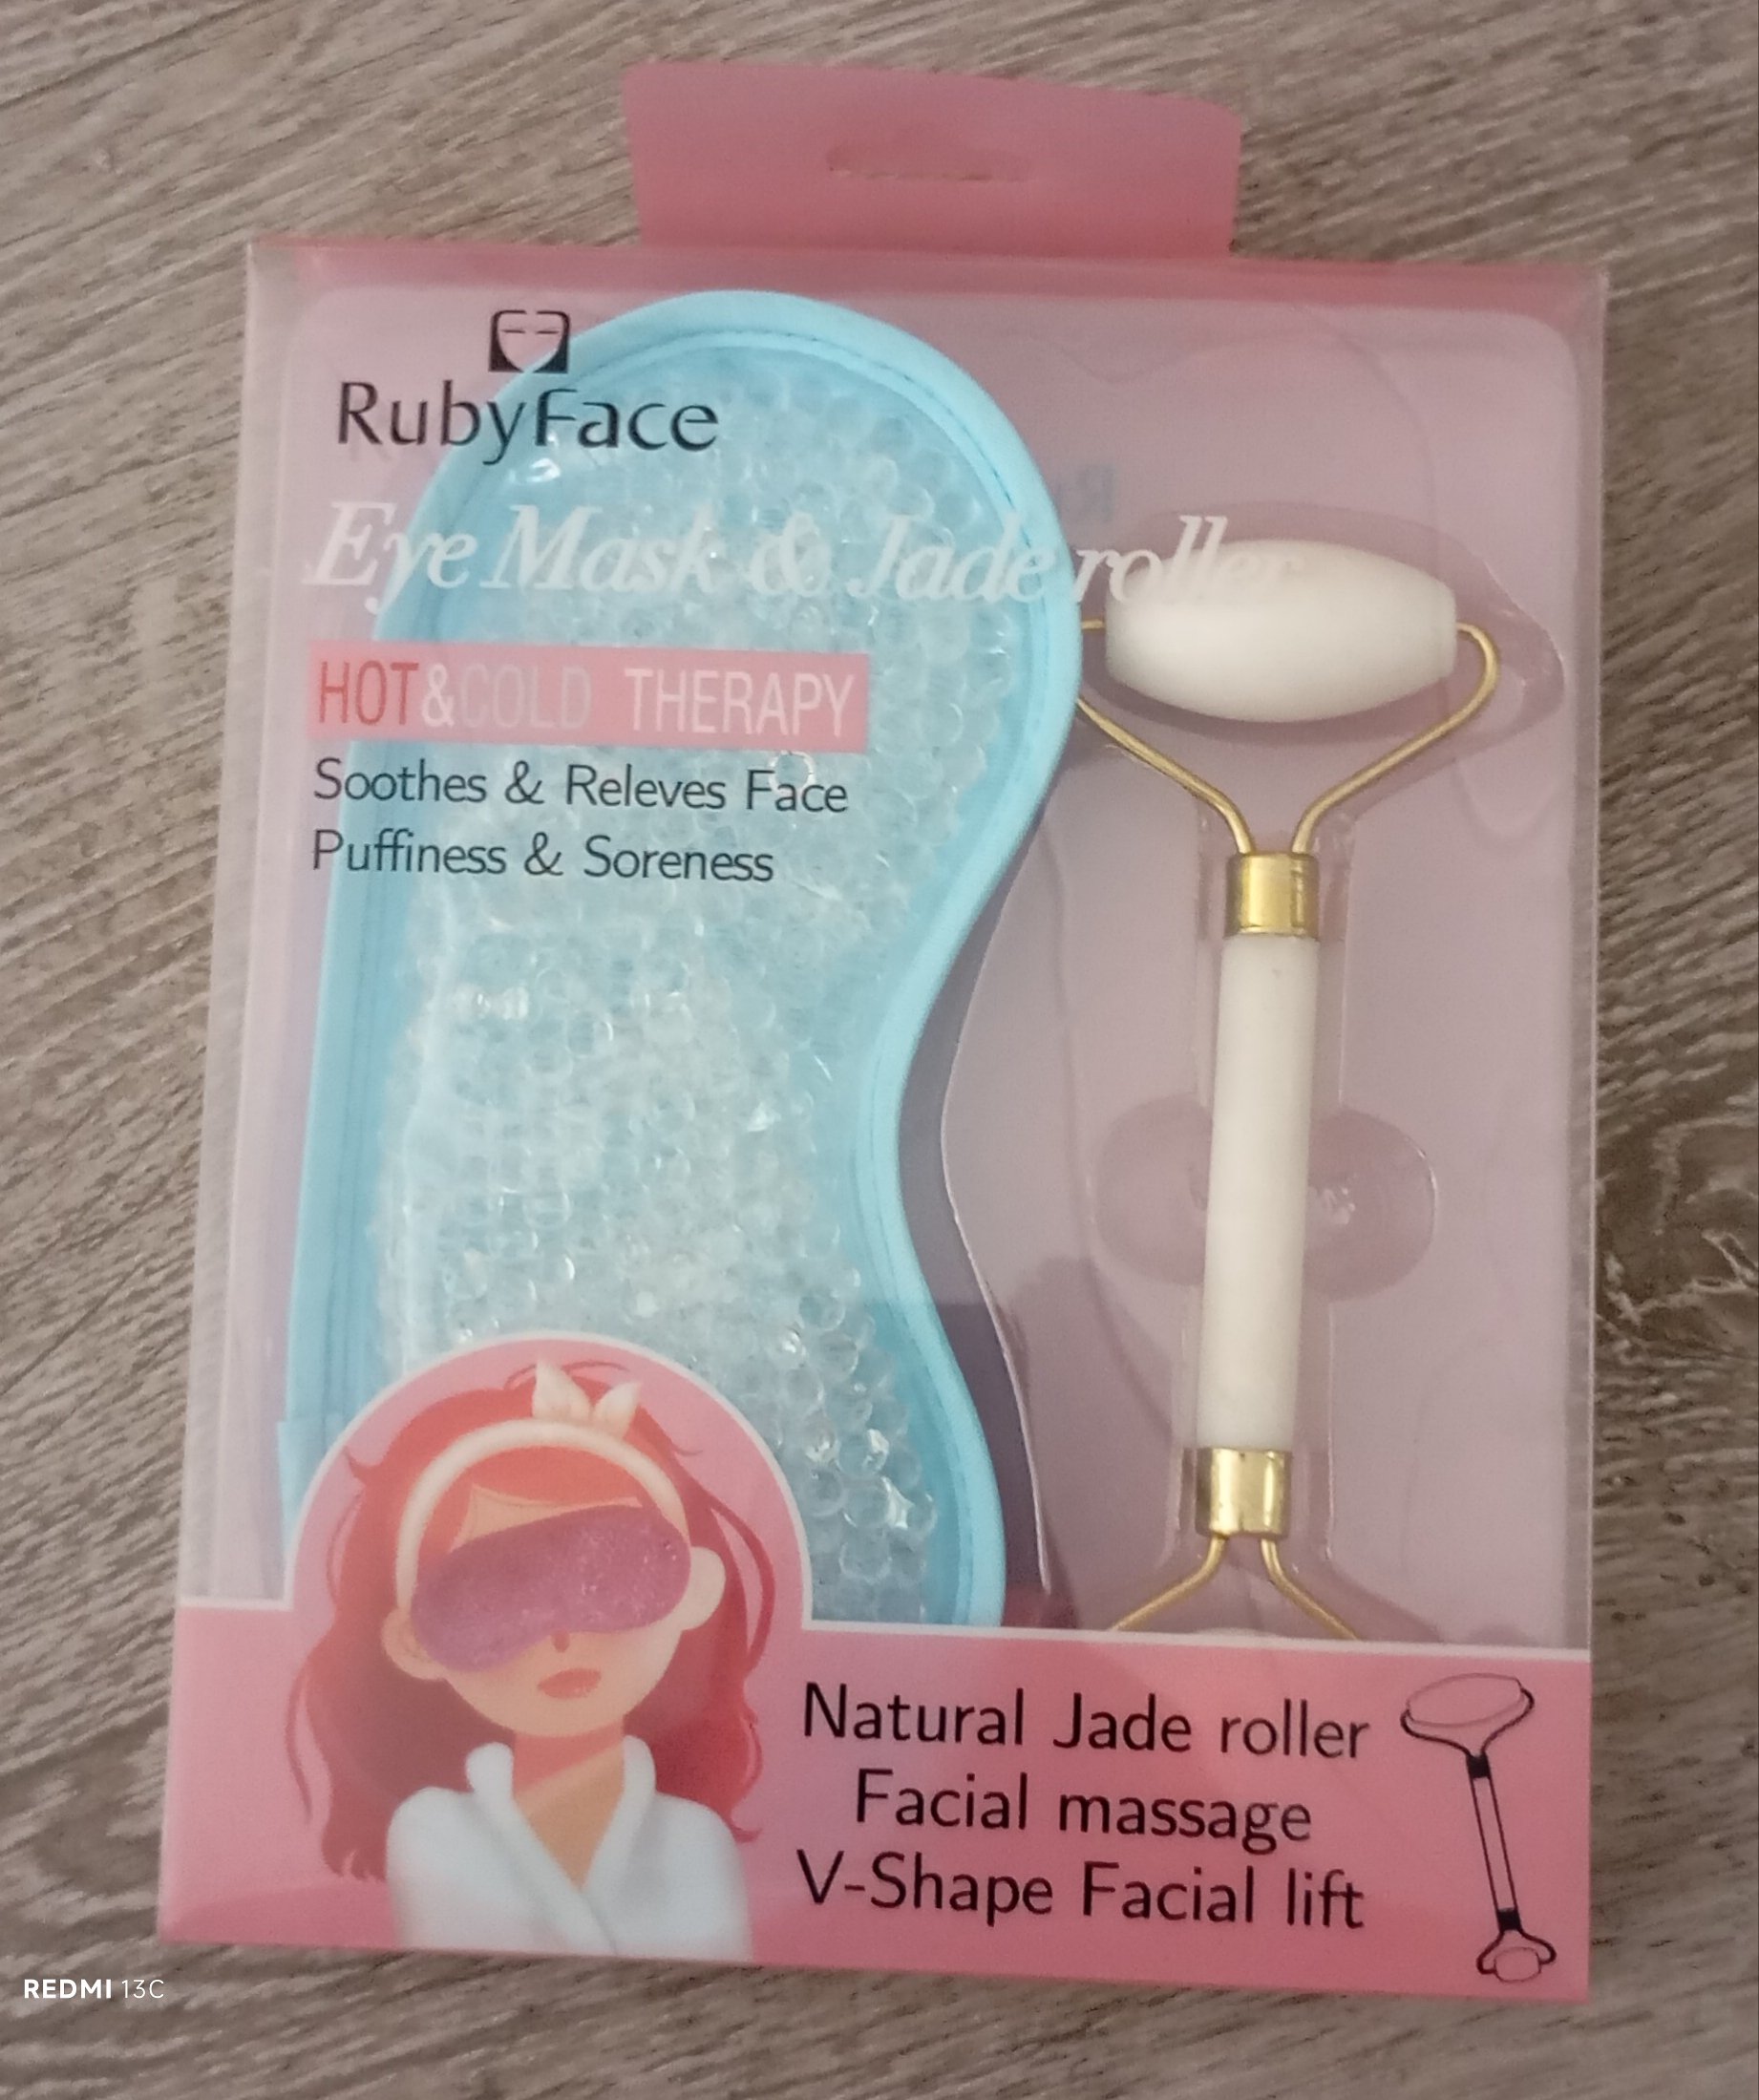 RubyFace
Eye Mask & Jade roller
HOT&COLD THERAPY
Soothes & Releves Face
Puffiness & Soreness
Natural Jade roller
Facial massage
V-Shape Facial lift
REDMI 13C